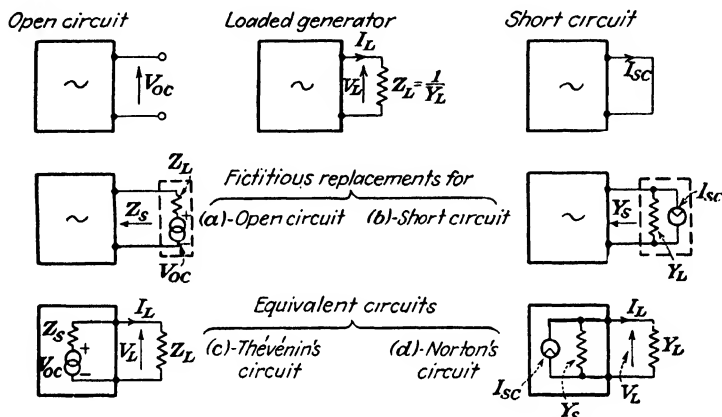 Open circuit
Loaded generator
Short circuit
~
V_OC
~
I_L
V_L
Z_L = 1/Y_L
~
I_SC
~
Z_L
Z_S
+
V_OC
Fictitious replacements for
(a)-Open circuit (b)-Short circuit
~
I_SC
Y_S
Y_L
Z_S
V_OC
+
−
I_L
V_L
Z_L
Equivalent circuits
(c)-Thévénin's circuit
(d)-Norton's circuit
I_SC
Y_S
I_L
V_L
Y_L